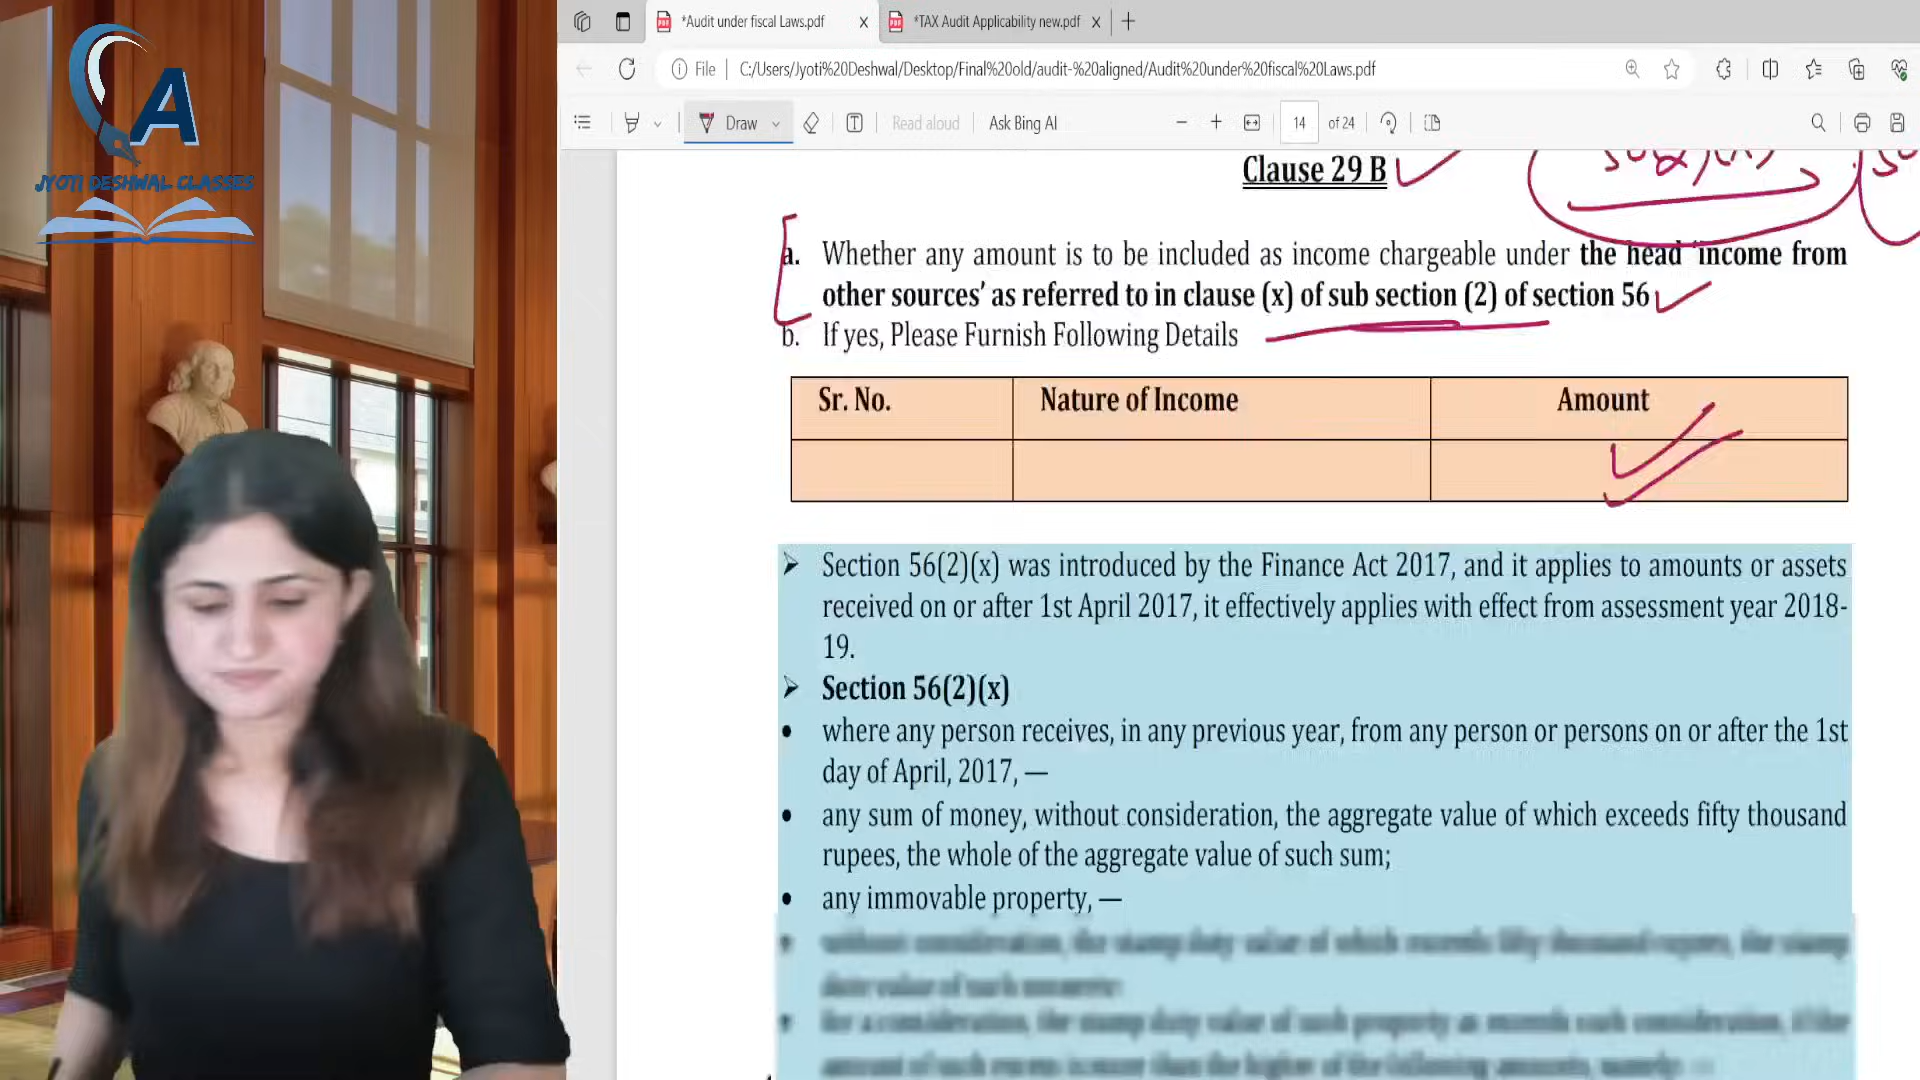 A
JYOTI DESHWAL CLASSES
*Audit under fiscal Laws.pdf
*TAX Audit Applicability new.pdf
File
C:/Users/Jyoti%20Deshwal/Desktop/Final%20old/audit-%20aligned/Audit%20under%20fiscal%20Laws.pdf
Draw
Read aloud
Ask Bing AI
14
of 24
Clause 29 B
a. Whether any amount is to be included as income chargeable under the head 'income from
other sources' as referred to in clause (x) of sub section (2) of section 56
b. If yes, Please Furnish Following Details
Sr. No. Nature of Income Amount
➢ Section 56(2)(x) was introduced by the Finance Act 2017, and it applies to amounts or assets
received on or after 1st April 2017, it effectively applies with effect from assessment year 2018-
19.
➢ Section 56(2)(x)
• where any person receives, in any previous year, from any person or persons on or after the 1st
day of April, 2017, —
• any sum of money, without consideration, the aggregate value of which exceeds fifty thousand
rupees, the whole of the aggregate value of such sum;
• any immovable property, —